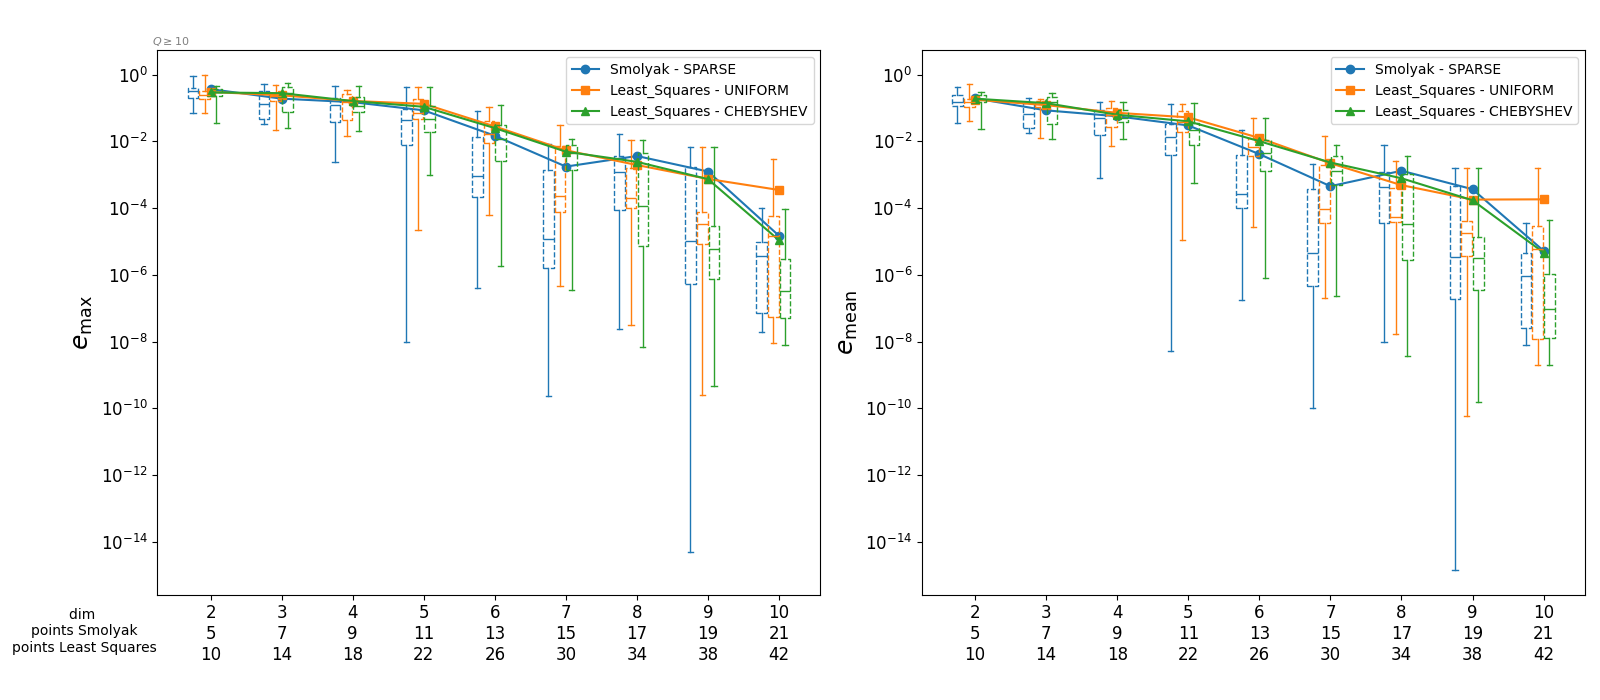 Q ≥ 10
Smolyak - SPARSE
Least_Squares - UNIFORM
Least_Squares - CHEBYSHEV
10⁰
10⁻²
10⁻⁴
10⁻⁶
10⁻⁸
10⁻¹⁰
10⁻¹²
10⁻¹⁴
e_max
dim 2 3 4 5 6 7 8 9 10
points Smolyak 5 7 9 11 13 15 17 19 21
points Least Squares 10 14 18 22 26 30 34 38 42
Smolyak - SPARSE
Least_Squares - UNIFORM
Least_Squares - CHEBYSHEV
10⁰
10⁻²
10⁻⁴
10⁻⁶
10⁻⁸
10⁻¹⁰
10⁻¹²
10⁻¹⁴
e_mean
2 3 4 5 6 7 8 9 10
5 7 9 11 13 15 17 19 21
10 14 18 22 26 30 34 38 42